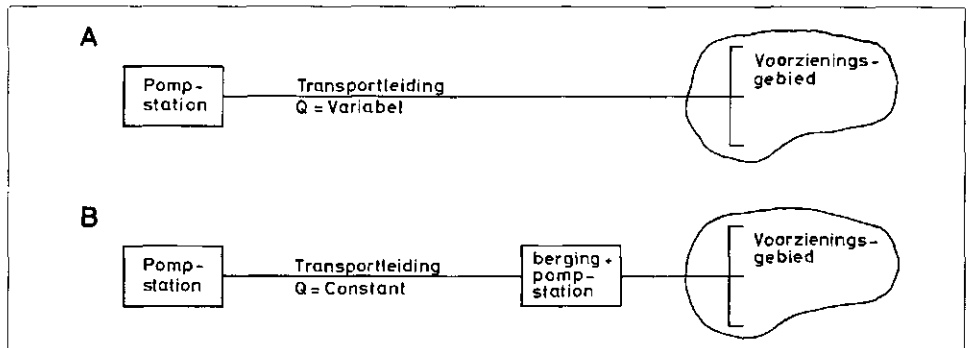 A
Pomp-
station
Transportleiding
Q = Variabel
Voorzienings-
gebied
B
Pomp-
station
Transportleiding
Q = Constant
berging +
pomp-
station
Voorzienings-
gebied